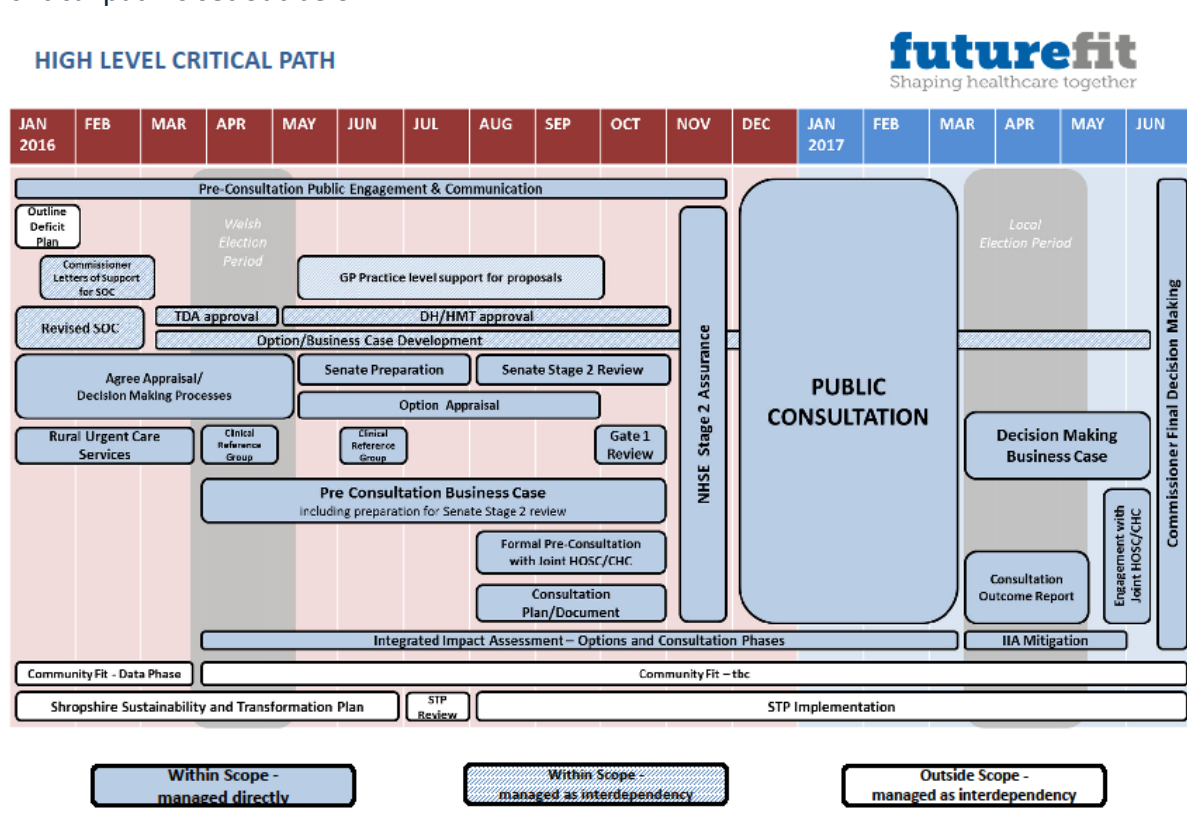 HIGH LEVEL CRITICAL PATH
futurefit
Shaping healthcare together
JAN 2016 FEB MAR APR MAY JUN JUL AUG SEP OCT NOV DEC JAN 2017 FEB MAR APR MAY JUN
Pre-Consultation Public Engagement & Communication
Outline
Deficit
Plan
Welsh
Election
Period
Local
Election Period
Commissioner
Letters of Support
for SOC
GP Practice level support for proposals
Revised SOC
TDA approval
DH/HMT approval
Option/Business Case Development
Agree Appraisal/
Decision Making Processes
Senate Preparation
Senate Stage 2 Review
Option Appraisal
Rural Urgent Care
Services
Clinical
Reference
Group
Clinical
Reference
Group
Gate 1
Review
NHSE Stage 2 Assurance
PUBLIC
CONSULTATION
Decision Making
Business Case
Commissioner Final Decision Making
Pre Consultation Business Case
including preparation for Senate Stage 2 review
Formal Pre-Consultation
with Joint HOSC/CHC
Consultation
Plan/Document
Consultation
Outcome Report
Engagement with
Joint HOSC/CHC
Integrated Impact Assessment – Options and Consultation Phases
IIA Mitigation
Community Fit - Data Phase
Community Fit – tbc
Shropshire Sustainability and Transformation Plan
STP
Review
STP Implementation
Within Scope -
managed directly
Within Scope -
managed as interdependency
Outside Scope -
managed as interdependency